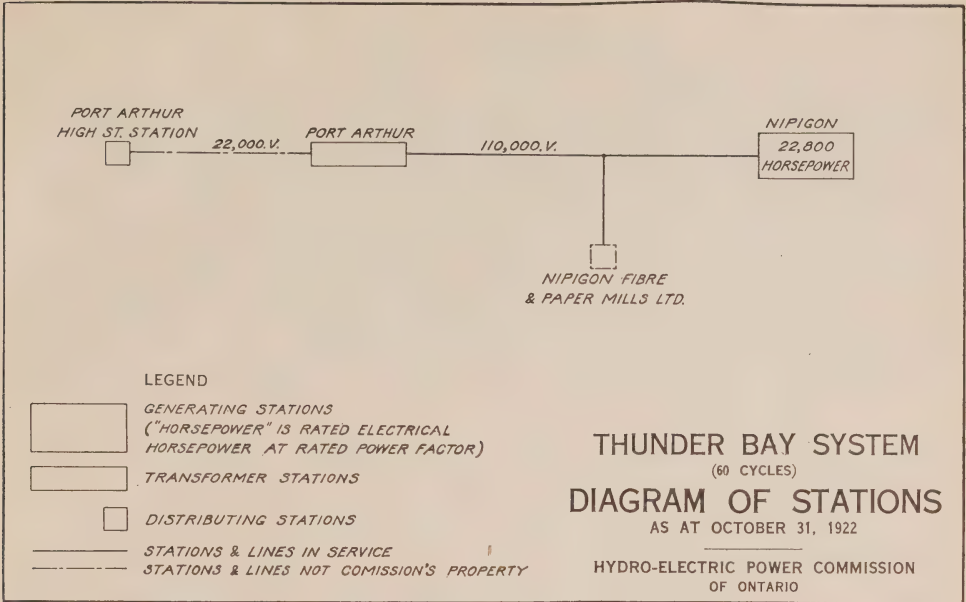 PORT ARTHUR
HIGH ST. STATION
22,000.V.
PORT ARTHUR
110,000.V.
NIPIGON
22,800
HORSEPOWER
NIPIGON FIBRE
& PAPER MILLS LTD.
LEGEND
GENERATING STATIONS
("HORSEPOWER" IS RATED ELECTRICAL
HORSEPOWER AT RATED POWER FACTOR)
TRANSFORMER STATIONS
DISTRIBUTING STATIONS
STATIONS & LINES IN SERVICE
STATIONS & LINES NOT COMISSION'S PROPERTY
THUNDER BAY SYSTEM
(60 CYCLES)
DIAGRAM OF STATIONS
AS AT OCTOBER 31, 1922
HYDRO-ELECTRIC POWER COMMISSION
OF ONTARIO